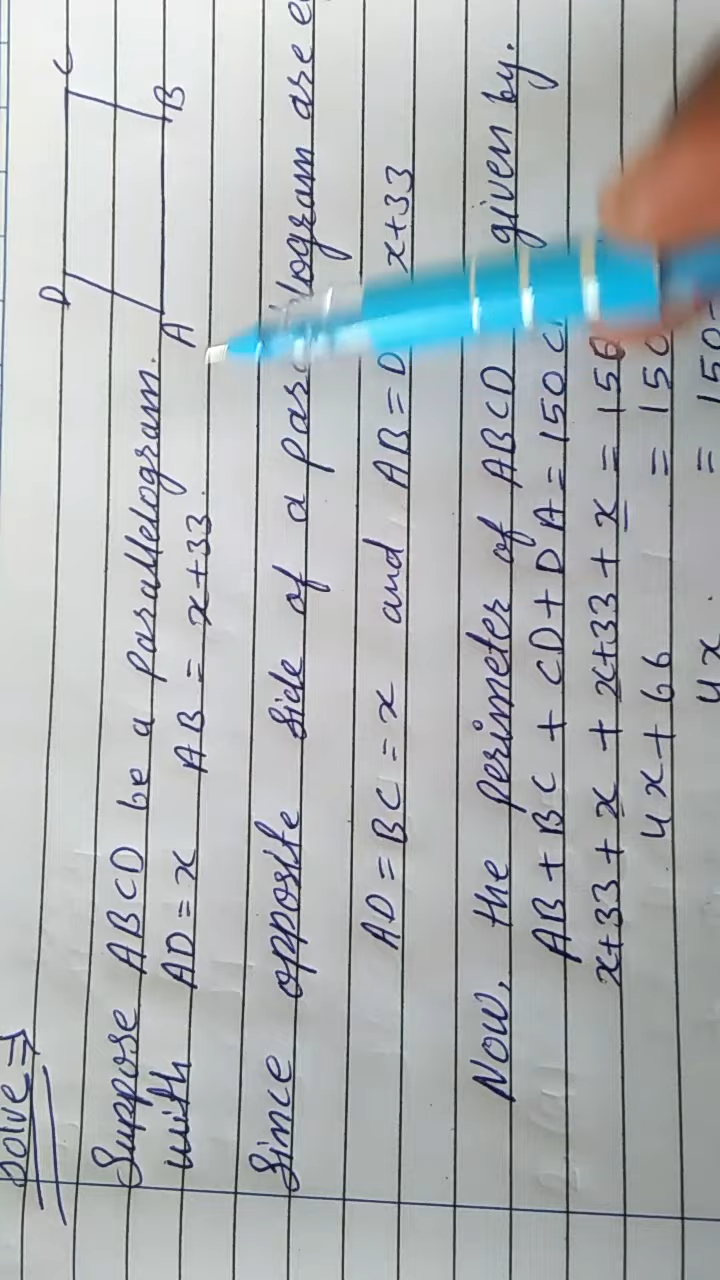 Solve ⇒
D C
A B
Suppose ABCD be a parallelogram.
with AD = x AB = x+33.
Since opposite side of a are
AD = BC = x and AB = x+33
Now, the perimeter of ABCD given by.
AB + BC + CD + DA = 150
x+33 + x + x+33 + x = 150
4x + 66 = 150
4x = 150-